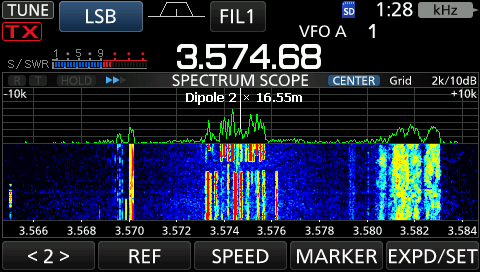 TUNE LSB FIL1 SD 1:28 kHz
TX VFO A 1
1 5 9
S/SWR 3.574.68
R T HOLD SPECTRUM SCOPE CENTER Grid 2k/10dB
-10k Dipole 2 × 16.55m +10k
3.566 3.568 3.570 3.572 3.574 3.576 3.578 3.580 3.582 3.584
< 2 > REF SPEED MARKER EXPD/SET